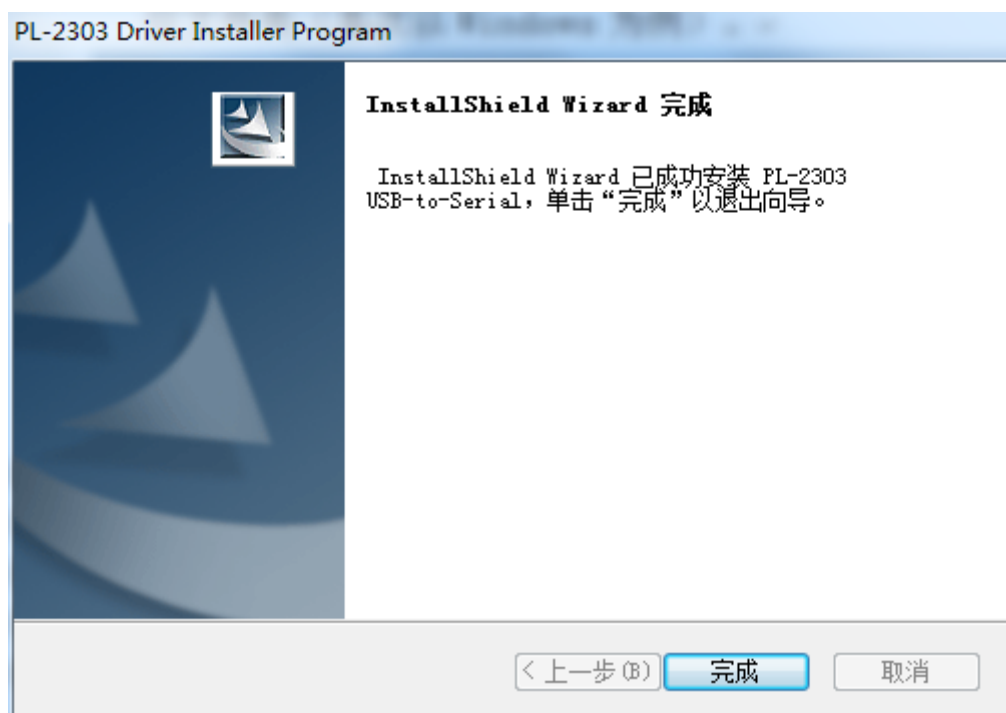 PL-2303 Driver Installer Program
InstallShield Wizard 完成
InstallShield Wizard 已成功安装 PL-2303
USB-to-Serial，单击“完成”以退出向导。
< 上一步(B)
完成
取消